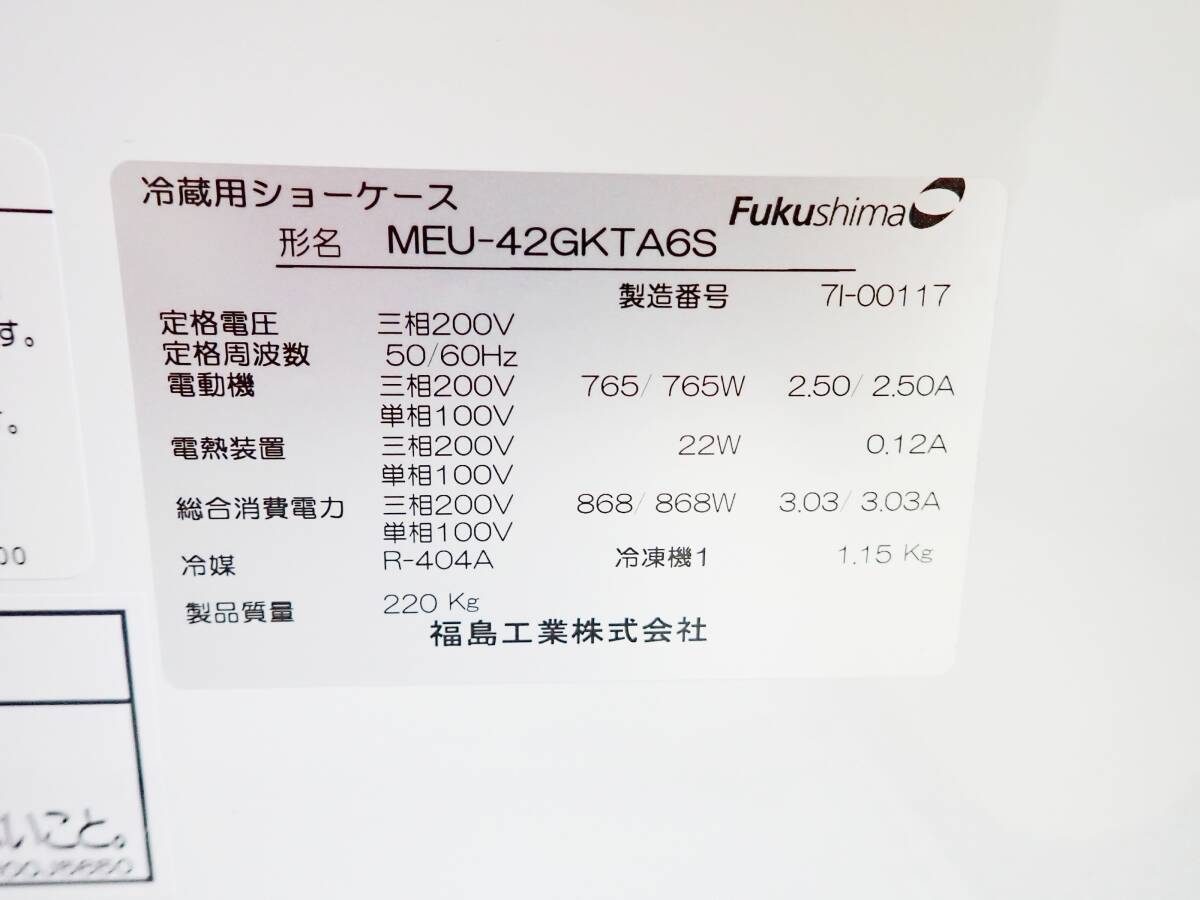 冷蔵用ショーケース
Fukushima
形名 MEU-42GKTA6S
製造番号 7I-00117
定格電圧 三相200V
定格周波数 50/60Hz
電動機 三相200V 765/ 765W 2.50/ 2.50A
単相100V
電熱装置 三相200V 22W 0.12A
単相100V
総合消費電力 三相200V 868/ 868W 3.03/ 3.03A
単相100V
冷媒 R-404A 冷凍機1 1.15 Kg
製品質量 220 Kg
福島工業株式会社
す。
。
00
いこと。